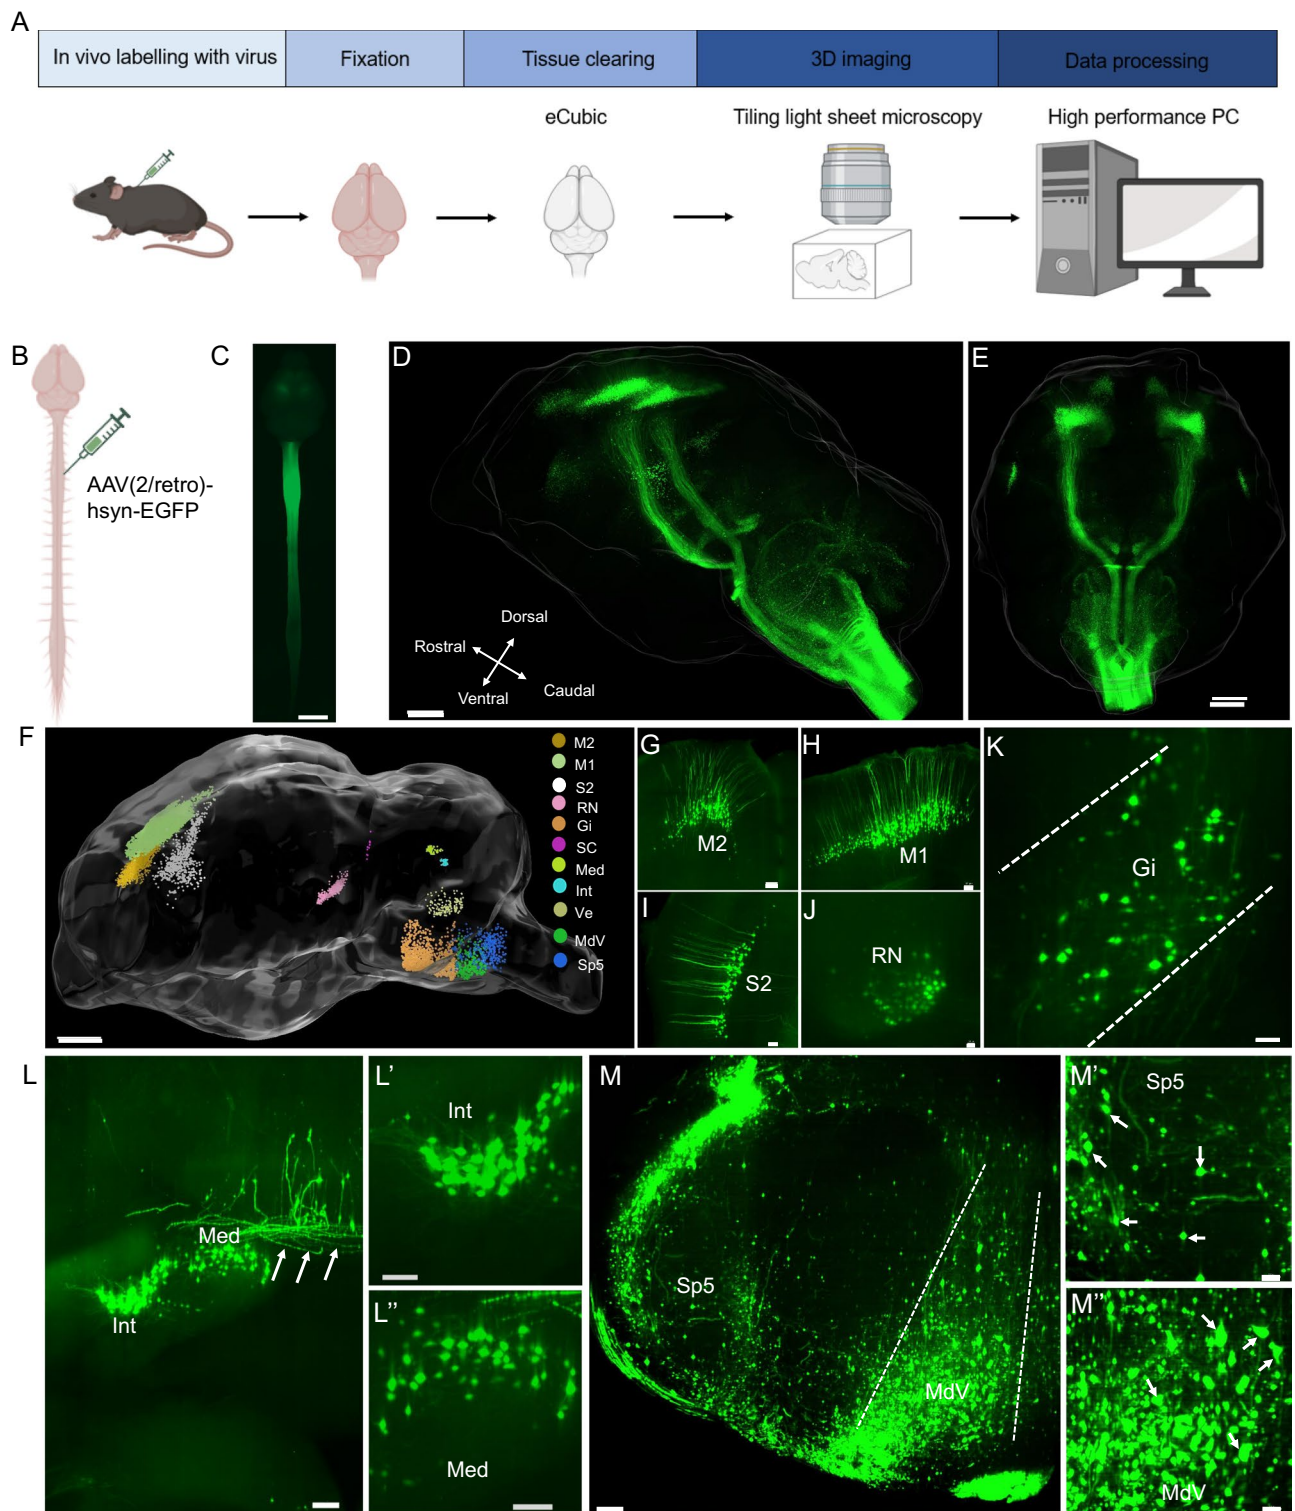 A
In vivo labelling with virus
Fixation
Tissue clearing
3D imaging
Data processing
eCubic
Tiling light sheet microscopy
High performance PC
B
AAV(2/retro)-
hsyn-EGFP
C
D
Dorsal
Rostral
Ventral
Caudal
E
F
M2
M1
S2
RN
Gi
SC
Med
Int
Ve
MdV
Sp5
G
M2
H
M1
I
S2
J
RN
K
Gi
L
Med
Int
L'
Int
L''
Med
M
Sp5
MdV
M'
Sp5
M''
MdV